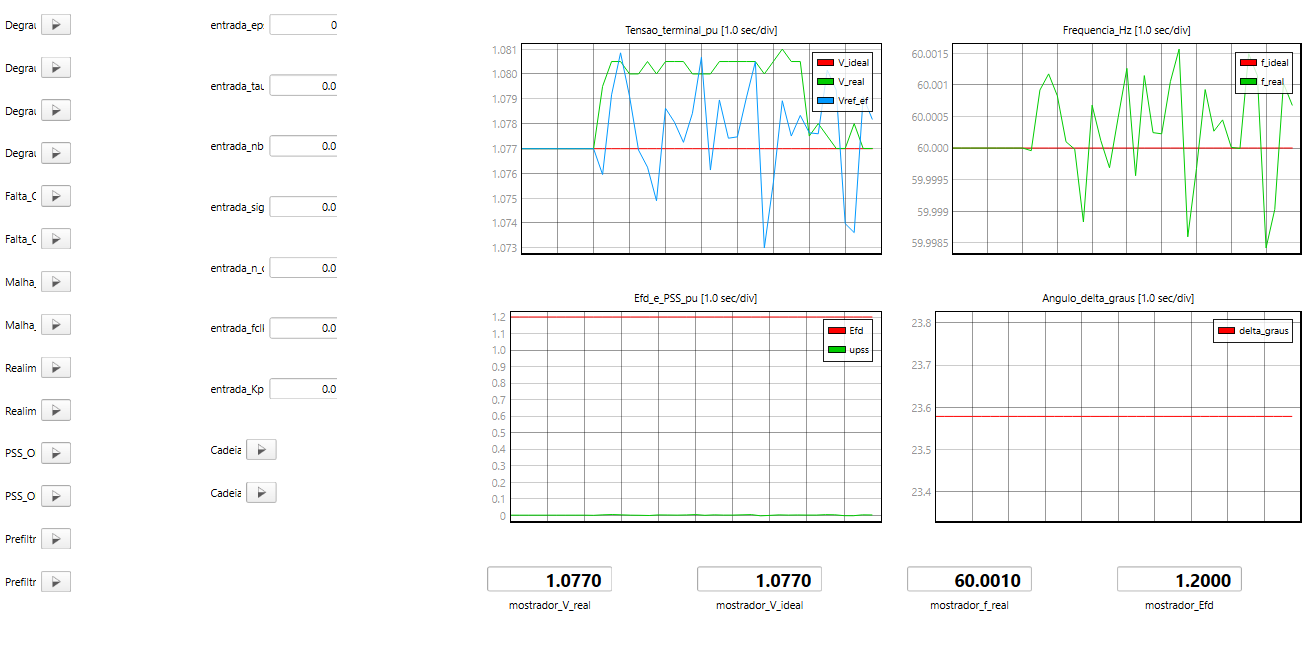 Degrau
Degrau
Degrau
Degrau
Falta_C
Falta_C
Malha_
Malha_
Realim
Realim
PSS_O
PSS_O
Prefiltr
Prefiltr
entrada_eps 0
entrada_tau 0.0
entrada_nb 0.0
entrada_sig 0.0
entrada_n_c 0.0
entrada_fcll 0.0
entrada_Kp 0.0
Cadeia
Cadeia
Tensao_terminal_pu [1.0 sec/div]
1.081
1.080
1.079
1.078
1.077
1.076
1.075
1.074
1.073
V_ideal
V_real
Vref_ef
Frequencia_Hz [1.0 sec/div]
60.0015
60.001
60.0005
60.000
59.9995
59.999
59.9985
f_ideal
f_real
Efd_e_PSS_pu [1.0 sec/div]
1.2
1.1
1.0
0.9
0.8
0.7
0.6
0.5
0.4
0.3
0.2
0.1
0
Efd
upss
Angulo_delta_graus [1.0 sec/div]
23.8
23.7
23.6
23.5
23.4
delta_graus
1.0770
mostrador_V_real
1.0770
mostrador_V_ideal
60.0010
mostrador_f_real
1.2000
mostrador_Efd